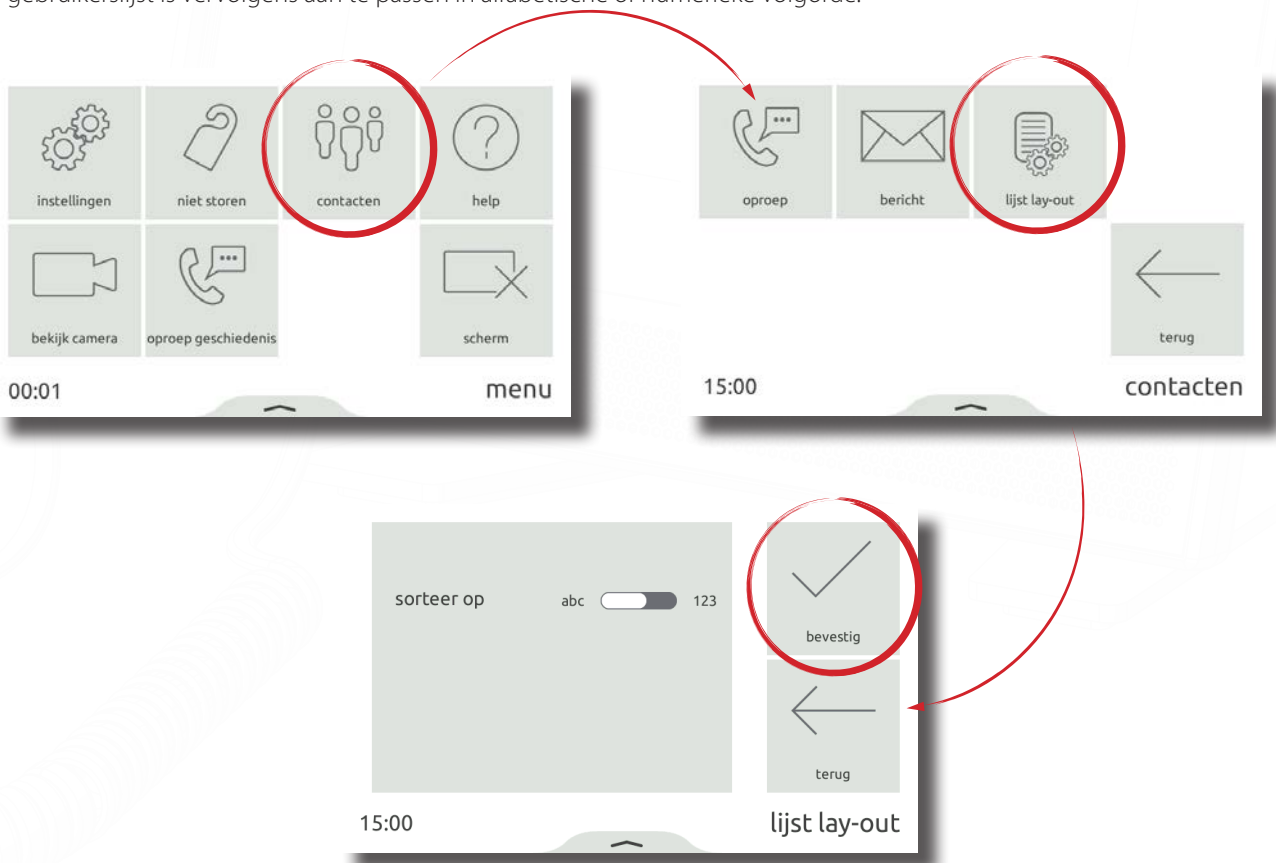 gebruikerslijst is vervolgens aan te passen in alfabetische of numerieke volgorde.
instellingen niet storen contacten help
bekijk camera oproep geschiedenis scherm
00:01 menu
oproep bericht lijst lay-out
terug
15:00 contacten
sorteer op abc 123
bevestig
terug
15:00 lijst lay-out